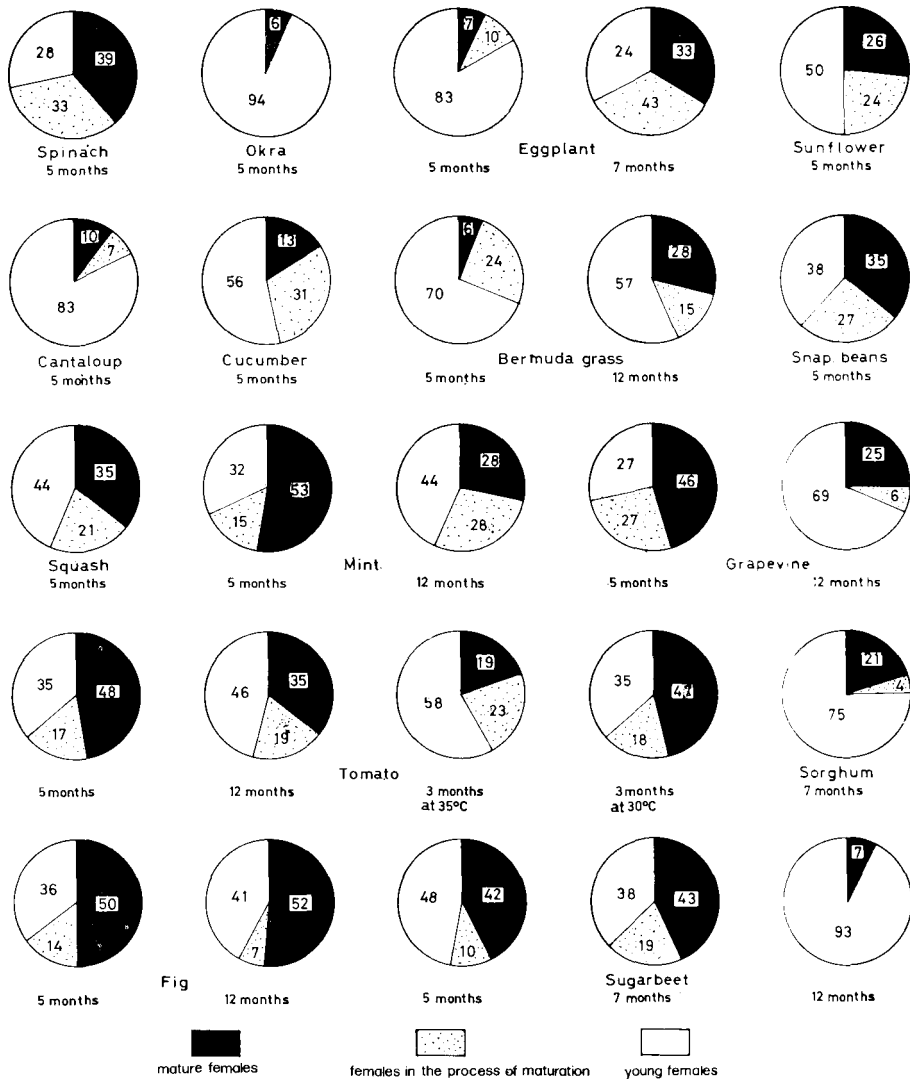 28 39 33
Spinach
5 months
6 94
Okra
5 months
7 10 83
5 months
Eggplant
24 33 43
7 months
50 26 24
Sunflower
5 months
10 7 83
Cantaloup
5 months
56 13 31
Cucumber
5 months
6 24 70
5 months
Bermuda grass
57 28 15
12 months
38 35 27
Snap beans
5 months
44 35 21
Squash
5 months
32 53 15
5 months
Mint
44 28 28
12 months
27 46 27
5 months
Grapevine
69 25 6
12 months
35 48 17
5 months
46 35 19
12 months
Tomato
58 19 23
3 months
at 35°C
35 18
3 months
at 30°C
21 4 75
Sorghum
7 months
36 50 14
5 months
Fig
41 52 7
12 months
48 42 10
5 months
38 43 19
Sugarbeet
7 months
7 93
12 months
mature females
females in the process of maturation
young females